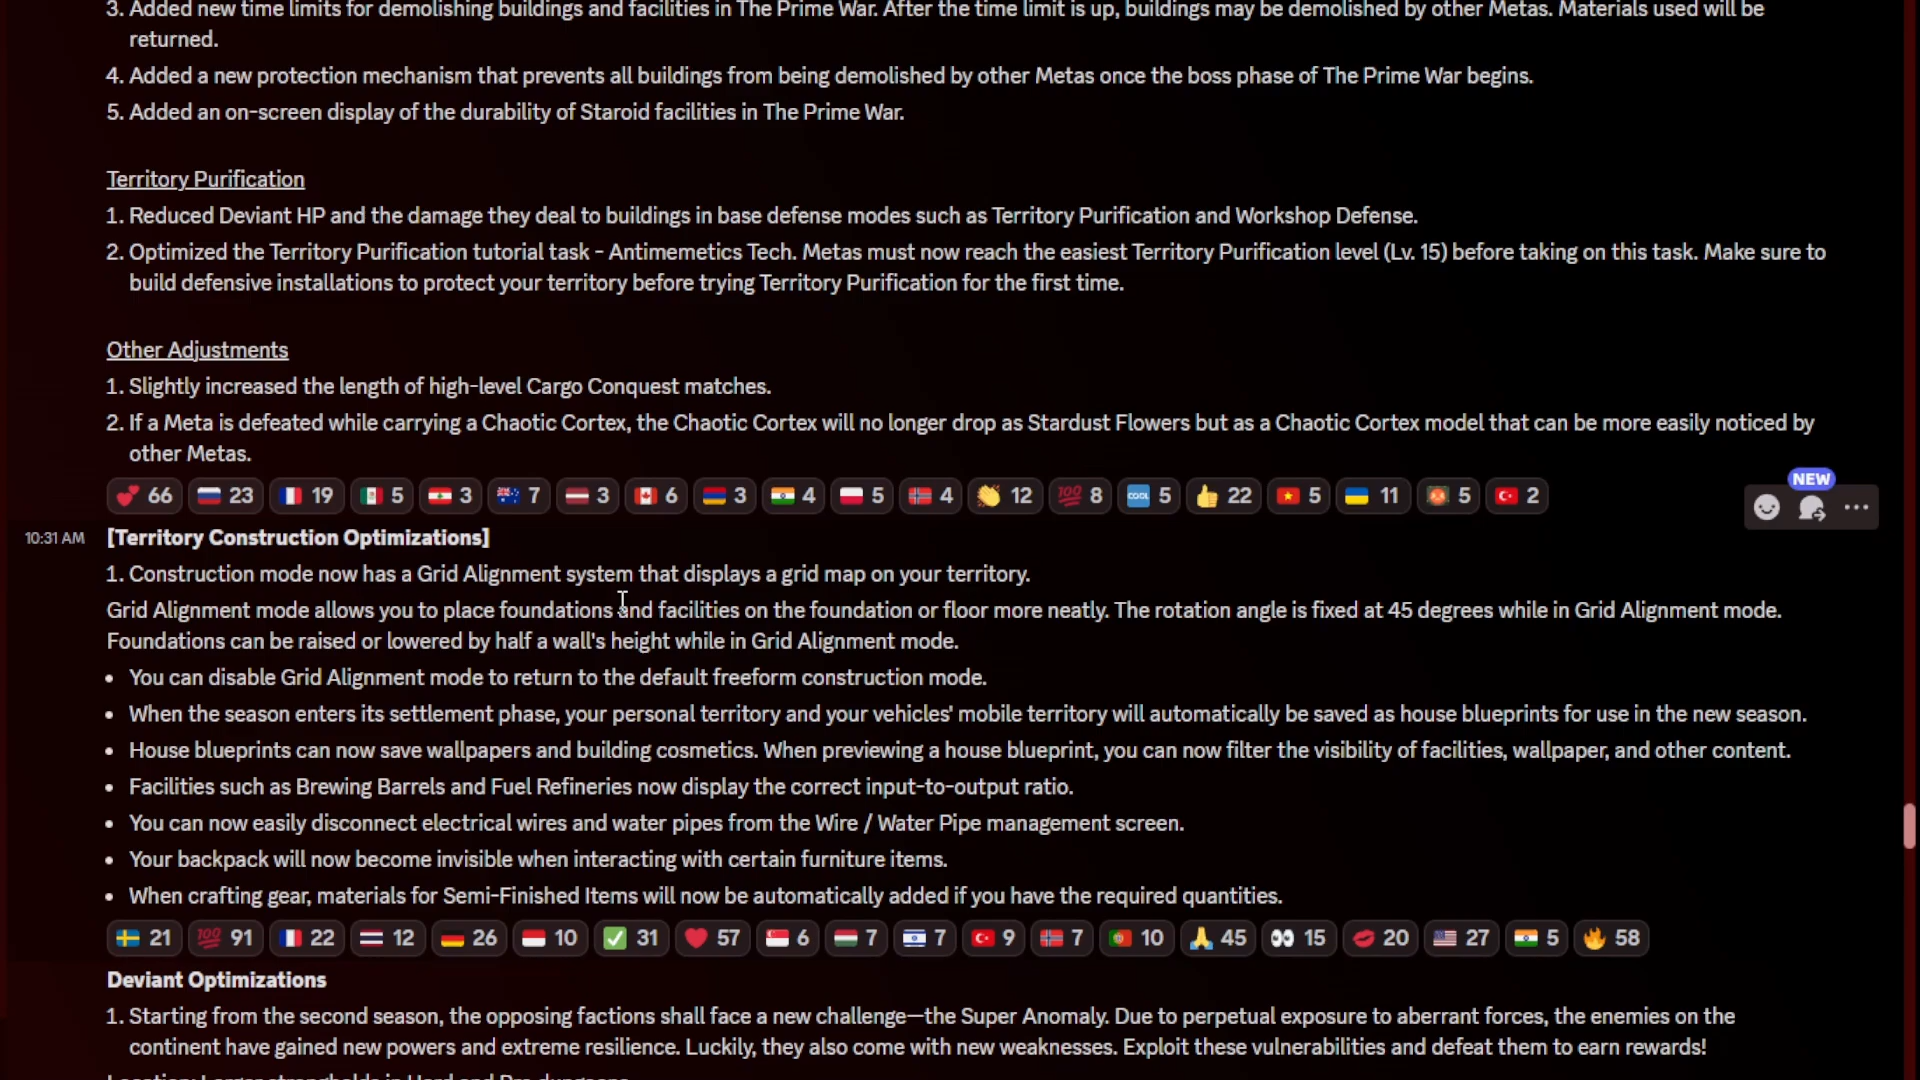 3. Added new time limits for demolishing buildings and facilities in The Prime War. After the time limit is up, buildings may be demolished by other Metas. Materials used will be
returned.
4. Added a new protection mechanism that prevents all buildings from being demolished by other Metas once the boss phase of The Prime War begins.
5. Added an on-screen display of the durability of Staroid facilities in The Prime War.
Territory Purification
1. Reduced Deviant HP and the damage they deal to buildings in base defense modes such as Territory Purification and Workshop Defense.
2. Optimized the Territory Purification tutorial task - Antimemetics Tech. Metas must now reach the easiest Territory Purification level (Lv. 15) before taking on this task. Make sure to
build defensive installations to protect your territory before trying Territory Purification for the first time.
Other Adjustments
1. Slightly increased the length of high-level Cargo Conquest matches.
2. If a Meta is defeated while carrying a Chaotic Cortex, the Chaotic Cortex will no longer drop as Stardust Flowers but as a Chaotic Cortex model that can be more easily noticed by
other Metas.
NEW
66 23 19 5 3 7 3 6 3 4 5 4 12 100 8 COOL 5 22 5 11 5 2
10:31 AM [Territory Construction Optimizations]
1. Construction mode now has a Grid Alignment system that displays a grid map on your territory.
Grid Alignment mode allows you to place foundations and facilities on the foundation or floor more neatly. The rotation angle is fixed at 45 degrees while in Grid Alignment mode.
Foundations can be raised or lowered by half a wall's height while in Grid Alignment mode.
• You can disable Grid Alignment mode to return to the default freeform construction mode.
• When the season enters its settlement phase, your personal territory and your vehicles' mobile territory will automatically be saved as house blueprints for use in the new season.
• House blueprints can now save wallpapers and building cosmetics. When previewing a house blueprint, you can now filter the visibility of facilities, wallpaper, and other content.
• Facilities such as Brewing Barrels and Fuel Refineries now display the correct input-to-output ratio.
• You can now easily disconnect electrical wires and water pipes from the Wire / Water Pipe management screen.
• Your backpack will now become invisible when interacting with certain furniture items.
• When crafting gear, materials for Semi-Finished Items will now be automatically added if you have the required quantities.
21 100 91 22 12 26 10 31 57 6 7 7 9 7 10 45 15 20 27 5 58
Deviant Optimizations
1. Starting from the second season, the opposing factions shall face a new challenge—the Super Anomaly. Due to perpetual exposure to aberrant forces, the enemies on the
continent have gained new powers and extreme resilience. Luckily, they also come with new weaknesses. Exploit these vulnerabilities and defeat them to earn rewards!